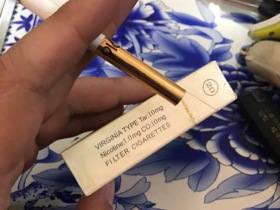 VIRGINIA TYPE Tar:10mg
Nicotine:1.0mg CO:10mg
FILTER CIGARETTES